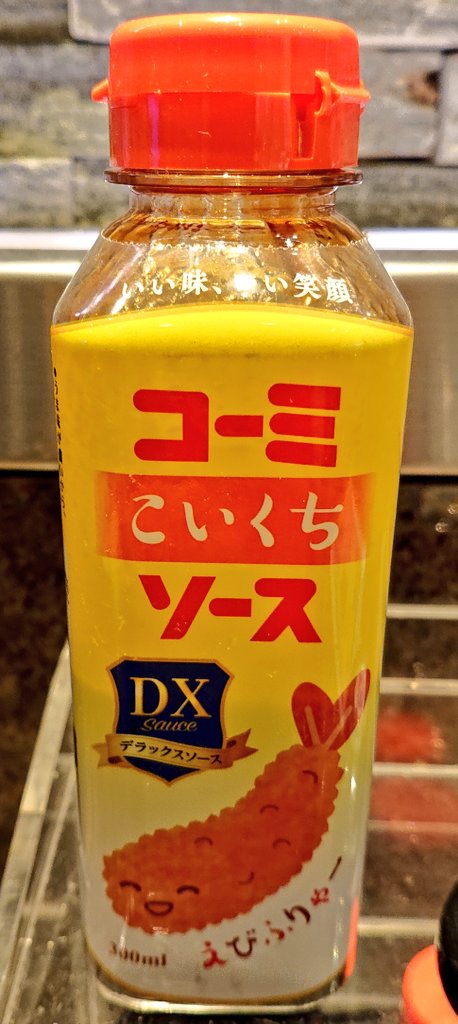 いい味、いい笑顔
コーミ
こいくち
ソース
DX
sauce
デラックスソース
えびふりゃー
300ml